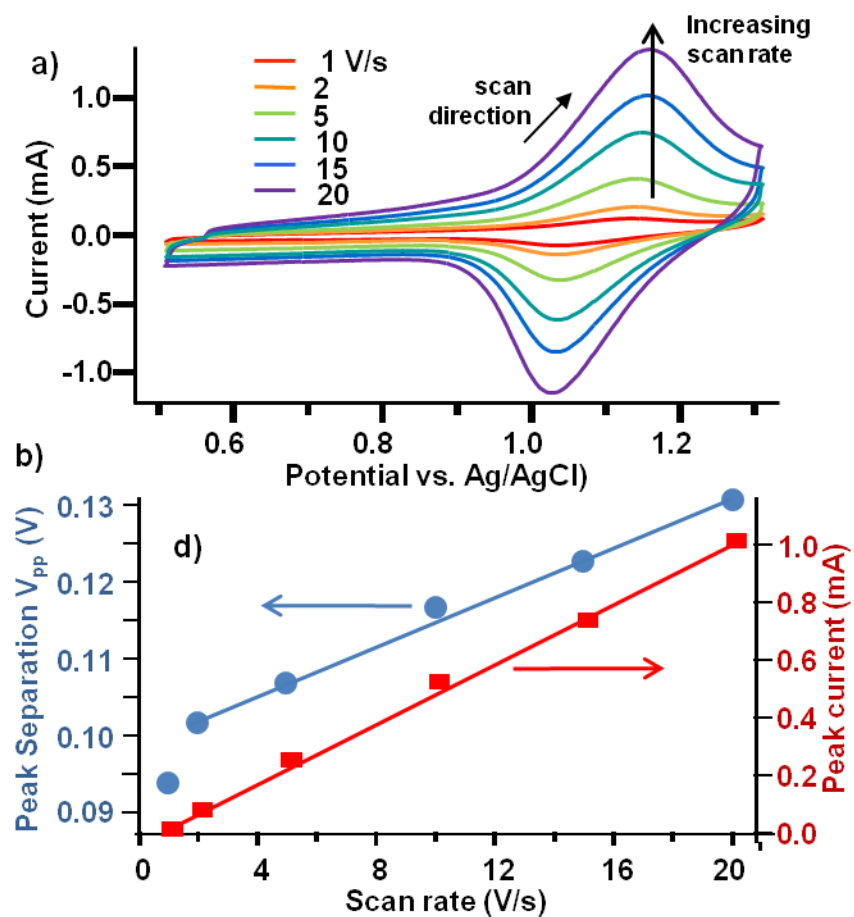 a)
1 V/s
2
5
10
15
20
scan
direction
Increasing
scan rate
Current (mA)
1.0
0.5
0.0
-0.5
-1.0
0.6 0.8 1.0 1.2
Potential vs. Ag/AgCl)
b)
d)
Peak Separation Vpp (V)
0.13
0.12
0.11
0.10
0.09
Peak current (mA)
1.0
0.8
0.6
0.4
0.2
0.0
0 4 8 12 16 20
Scan rate (V/s)